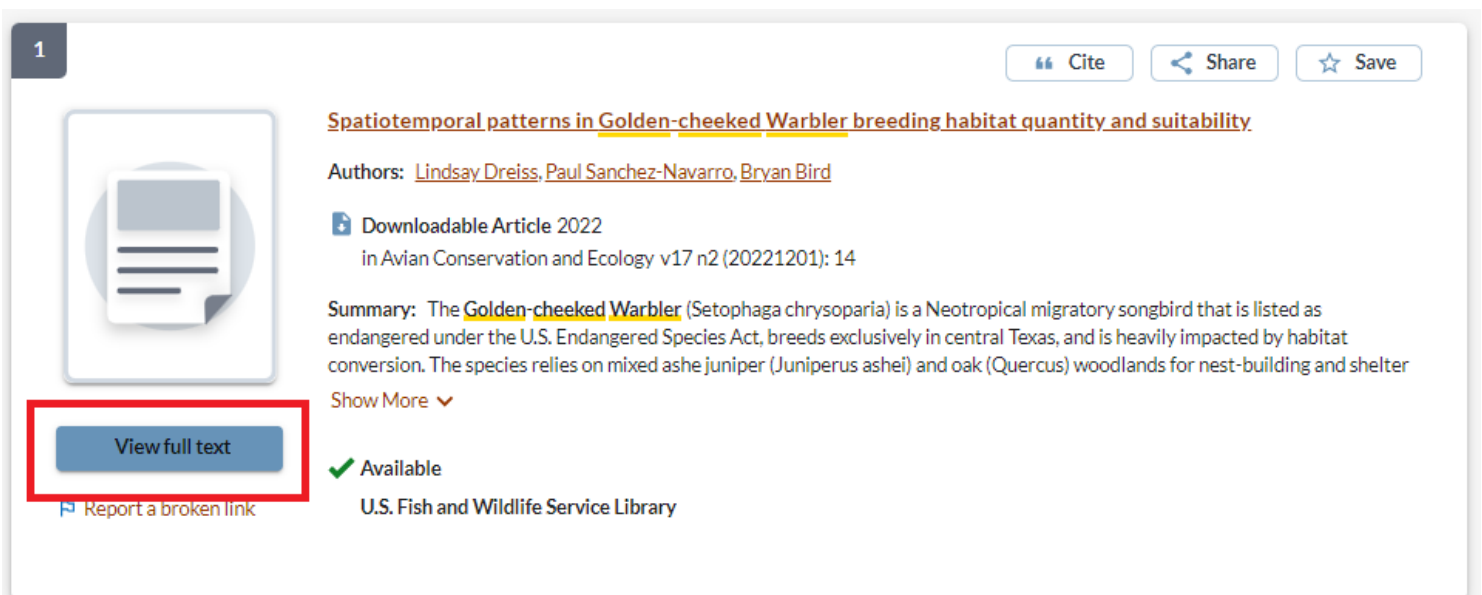 1
Cite
Share
Save
Spatiotemporal patterns in Golden-cheeked Warbler breeding habitat quantity and suitability
Authors: Lindsay Dreiss, Paul Sanchez-Navarro, Bryan Bird
Downloadable Article 2022
in Avian Conservation and Ecology v17 n2 (20221201): 14
Summary: The Golden-cheeked Warbler (Setophaga chrysoparia) is a Neotropical migratory songbird that is listed as
endangered under the U.S. Endangered Species Act, breeds exclusively in central Texas, and is heavily impacted by habitat
conversion. The species relies on mixed ashe juniper (Juniperus ashei) and oak (Quercus) woodlands for nest-building and shelter
Show More
View full text
Report a broken link
Available
U.S. Fish and Wildlife Service Library